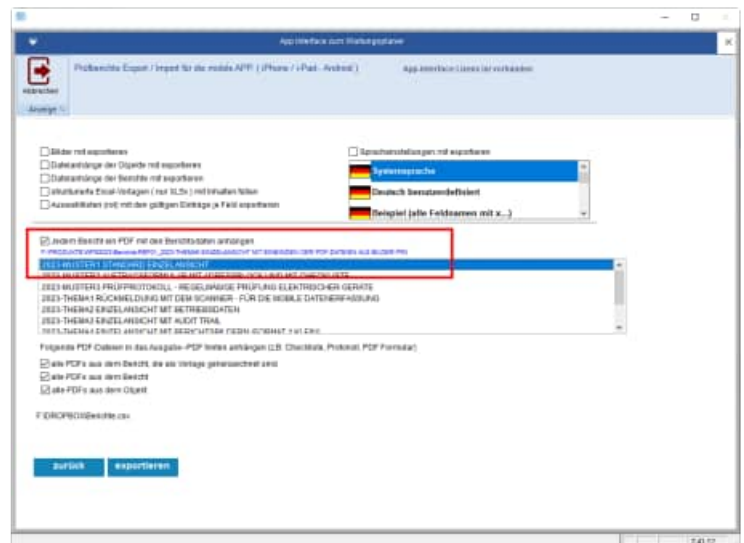 App Interface zum Wartungsplaner
Prüfberichte Export / Import für die mobile APP ( iPhone / i-Pad - Android )
App-Interface Lizenz ist vorhanden
Abbrechen
Anzeige
Bilder mit exportieren
Dateianhänge der Objekte mit exportieren
Dateianhänge der Berichte mit exportieren
strukturierte Excel-Vorlagen ( nur XLSx ) mit Inhalten füllen
Auswahllisten (rot) mit den gültigen Einträge je Feld exportieren
Spracheinstellungen mit exportieren
Systemsprache
Deutsch benutzerdefiniert
Beispiel (alle Feldnamen mit x...)
Jedem Bericht ein PDF mit den Berichtsdaten anhängen
2023-MUSTER1 STANDARD EINZELANSICHT
2023-MUSTER3 PRÜFPROTOKOLL - REGELMÄßIGE PRÜFUNG ELEKTRISCHER GERÄTE
2023-THEMA1 RÜCKMELDUNG MIT DEM SCANNER - FÜR DIE MOBILE DATENERFASSUNG
2023-THEMA2 EINZELANSICHT MIT BETRIEBSDATEN
2023-THEMA2 EINZELANSICHT MIT AUDIT TRAIL
Folgende PDF-Dateien in das Ausgabe-PDF hinten anhängen (z.B. Checkliste, Protokoll, PDF Formular)
alle PDFs aus dem Bericht, die als Vorlage gekennzeichnet sind
alle PDFs aus dem Bericht
alle PDFs aus dem Objekt
F:\DROPBOX\Berichte.csv
zurück
exportieren